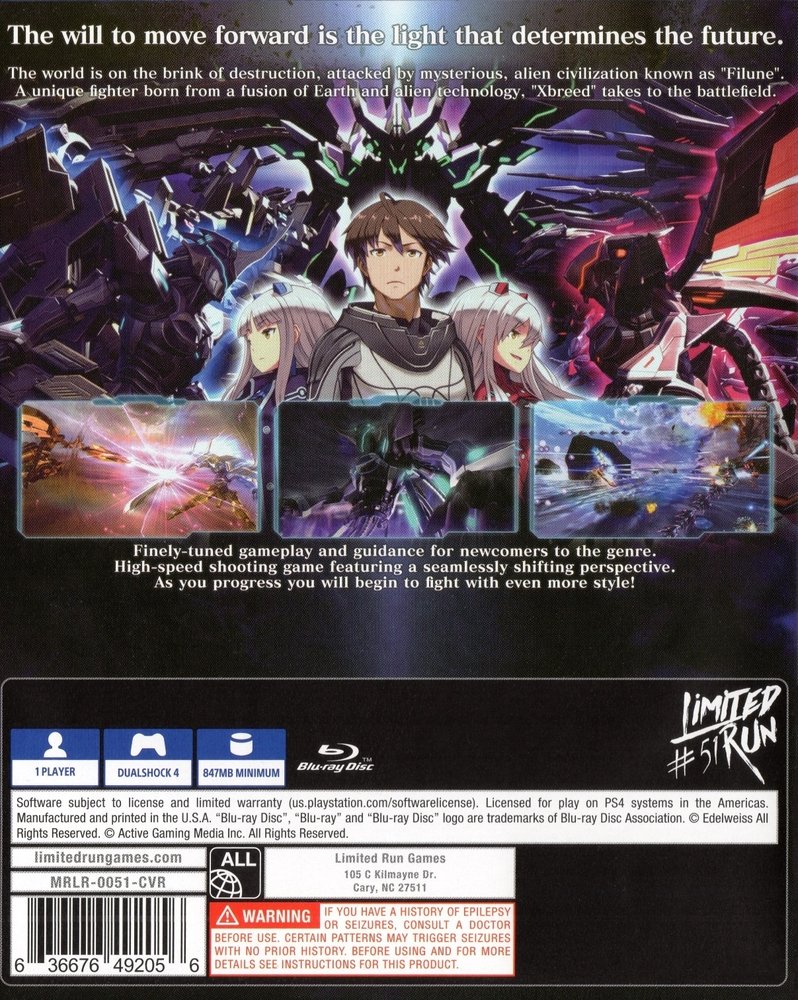 The will to move forward is the light that determines the future.
The world is on the brink of destruction, attacked by mysterious, alien civilization known as "Filune".
A unique fighter born from a fusion of Earth and alien technology, "Xbreed" takes to the battlefield.
Finely-tuned gameplay and guidance for newcomers to the genre.
High-speed shooting game featuring a seamlessly shifting perspective.
As you progress you will begin to fight with even more style!
LiMITED
RUN
#51
1 PLAYER
DUALSHOCK 4
847MB MINIMUM
Blu-ray Disc™
Software subject to license and limited warranty (us.playstation.com/softwarelicense). Licensed for play on PS4 systems in the Americas.
Manufactured and printed in the U.S.A. “Blu-ray Disc”, “Blu-ray” and “Blu-ray Disc” logo are trademarks of Blu-ray Disc Association. © Edelweiss All
Rights Reserved. © Active Gaming Media Inc. All Rights Reserved.
limitedrungames.com
MRLR-0051-CVR
ALL
Limited Run Games
105 C Kilmayne Dr.
Cary, NC 27511
WARNING
IF YOU HAVE A HISTORY OF EPILEPSY
OR SEIZURES, CONSULT A DOCTOR
BEFORE USE. CERTAIN PATTERNS MAY TRIGGER SEIZURES
WITH NO PRIOR HISTORY. BEFORE USING AND FOR MORE
DETAILS SEE INSTRUCTIONS FOR THIS PRODUCT.
6 36676 49205 6